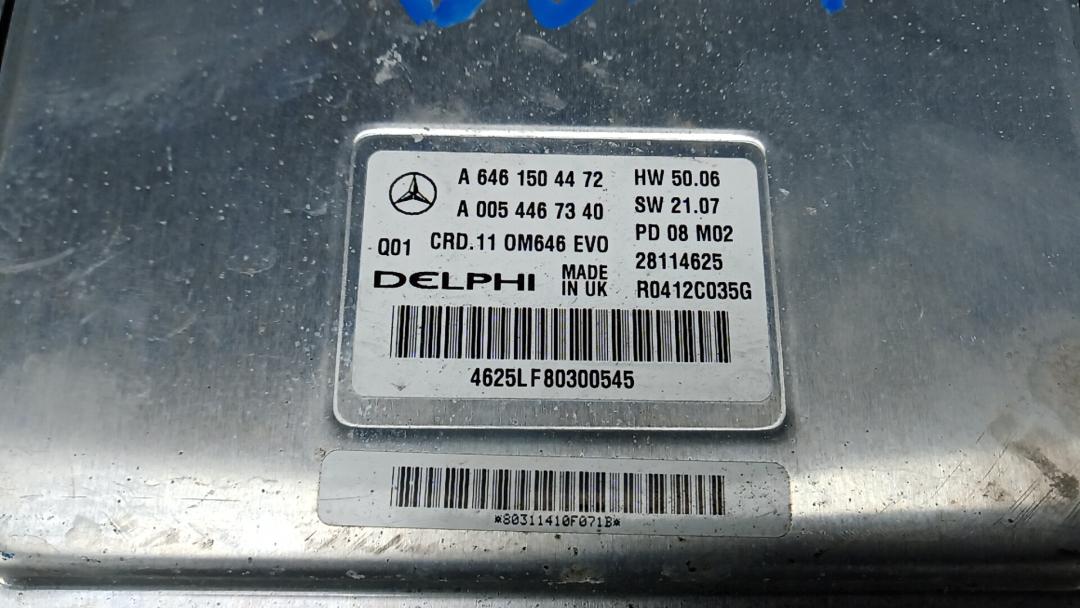 A 646 150 44 72 HW 50.06
A 005 446 73 40 SW 21.07
Q01 CRD.11 OM646 EVO PD 08 M02
DELPHI MADE IN UK 28114625
R0412C035G
4625LF80300545
*80311410F071B*